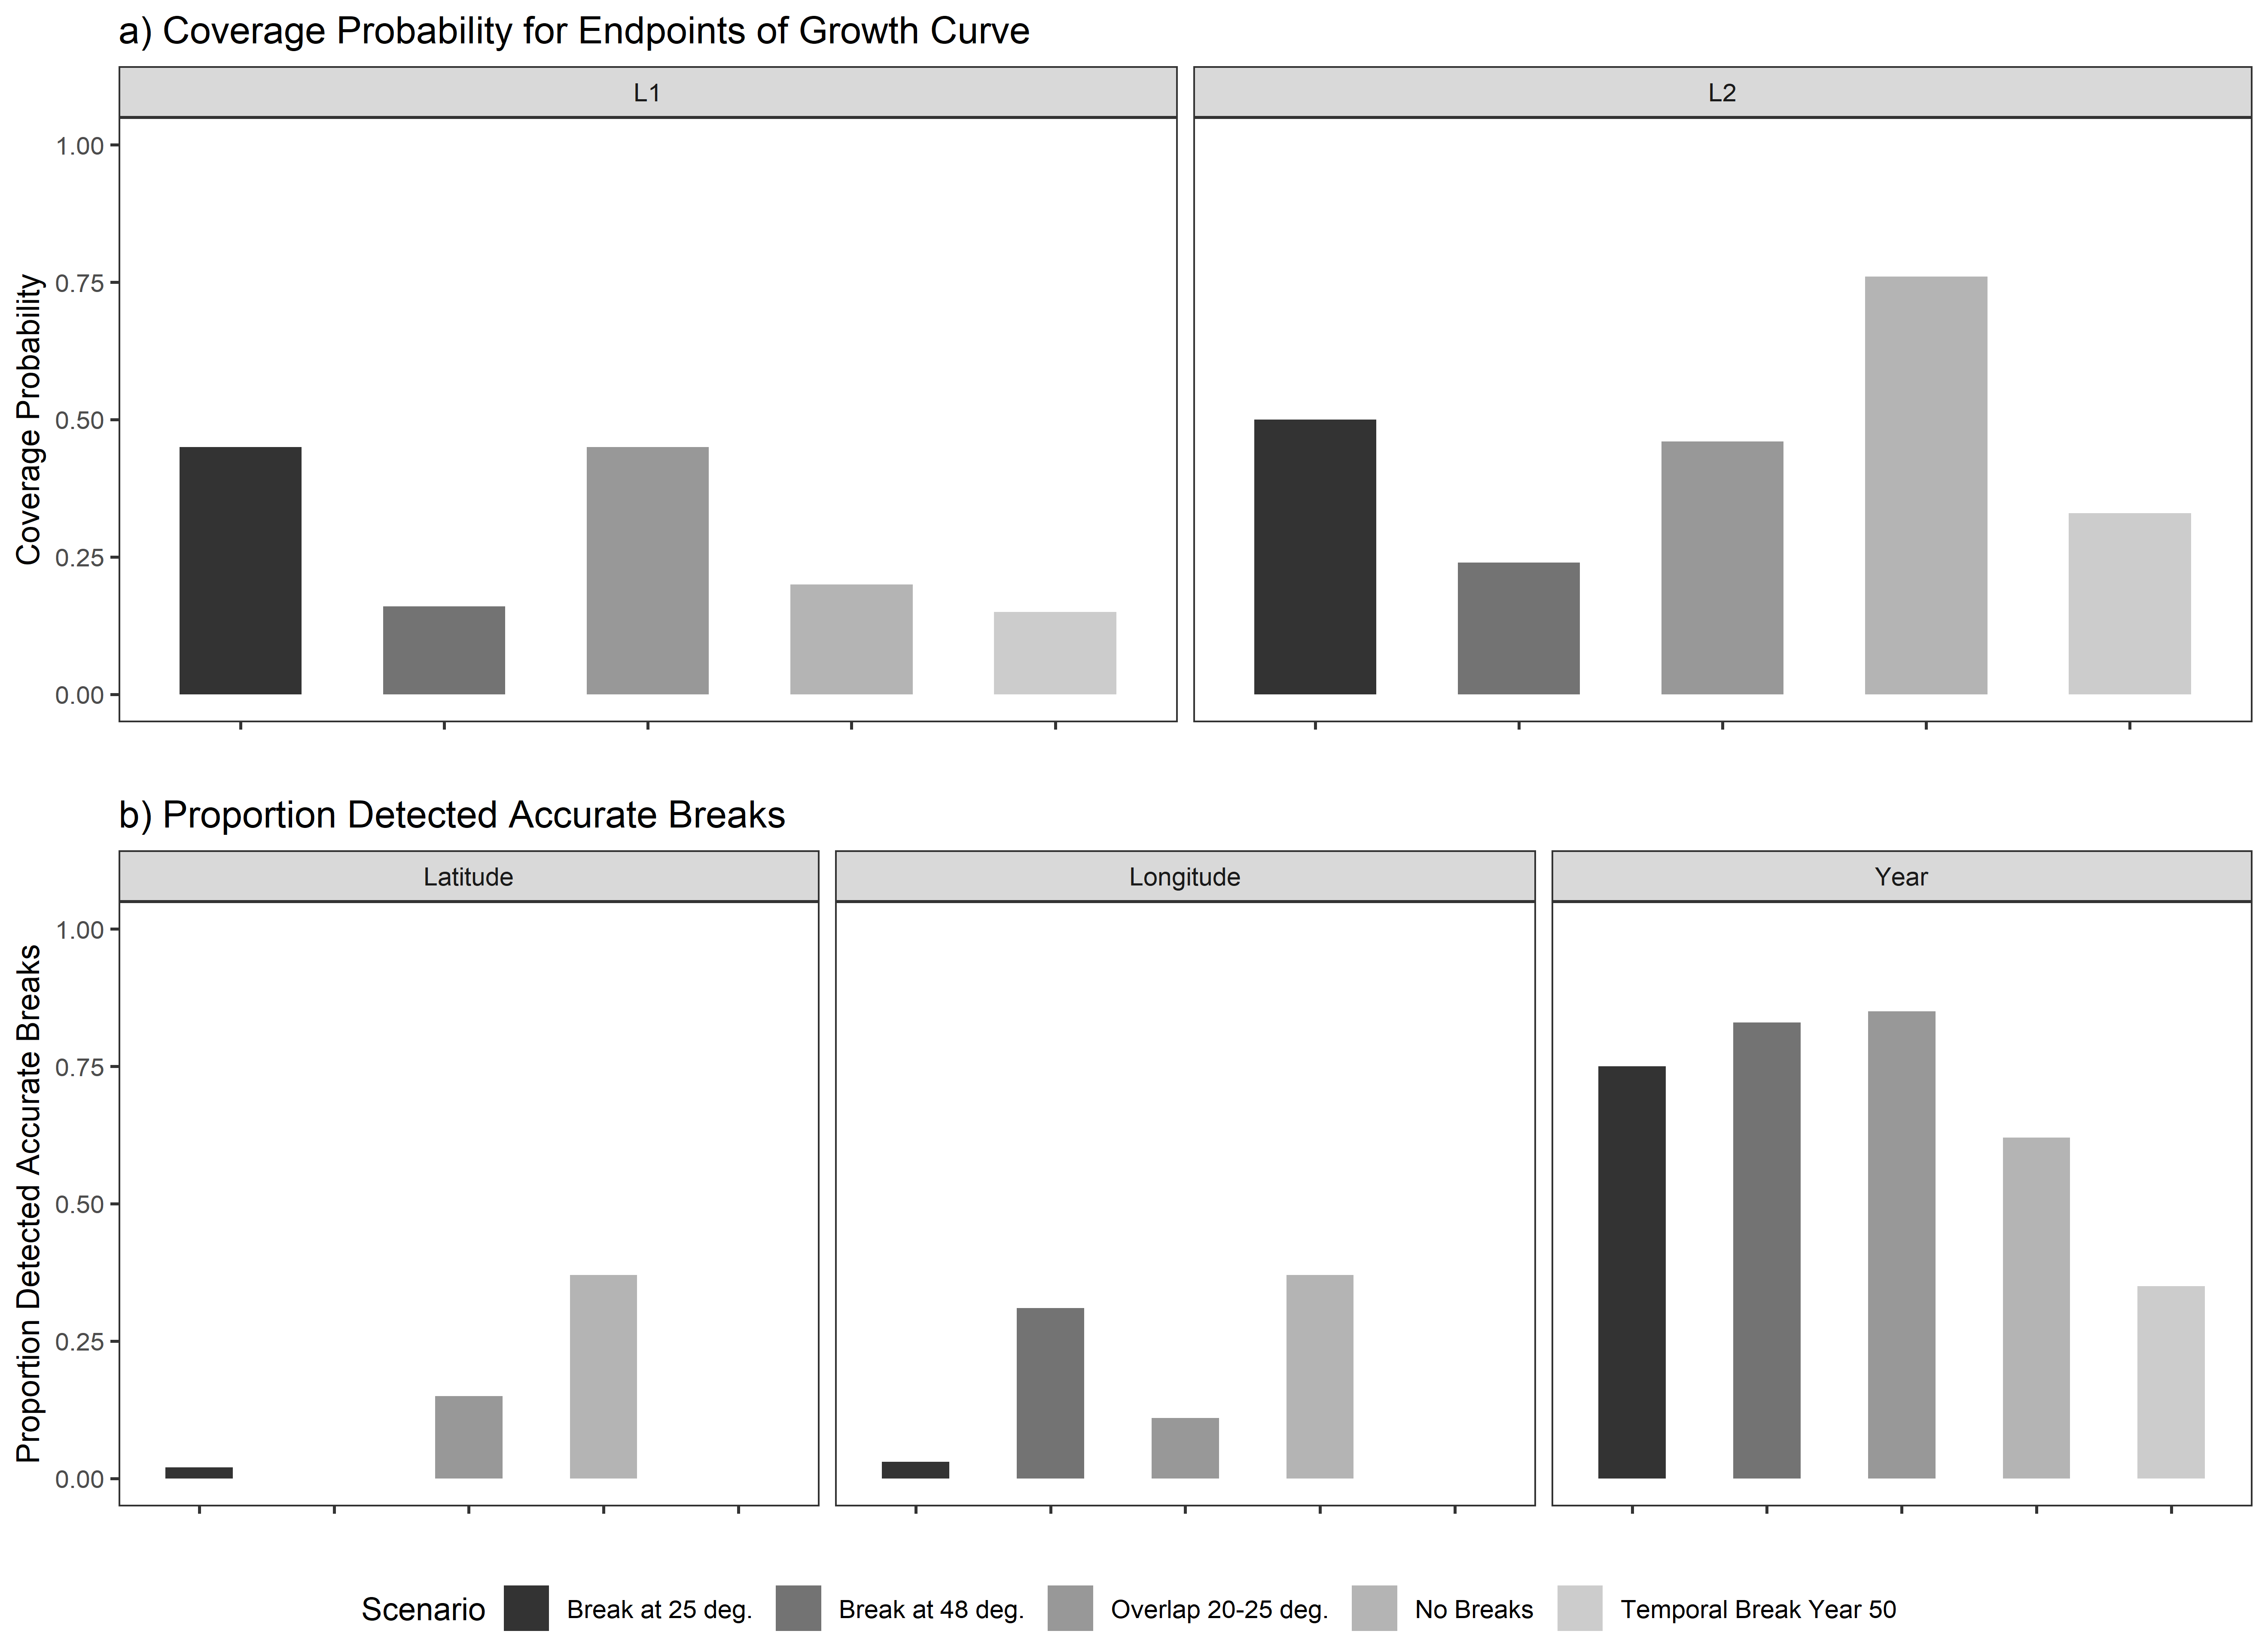 a) Coverage Probability for Endpoints of Growth Curve
L1
L2
Coverage Probability
1.00
0.75
0.50
0.25
0.00
b) Proportion Detected Accurate Breaks
Latitude
Longitude
Year
Proportion Detected Accurate Breaks
1.00
0.75
0.50
0.25
0.00
Scenario Break at 25 deg. Break at 48 deg. Overlap 20-25 deg. No Breaks Temporal Break Year 50